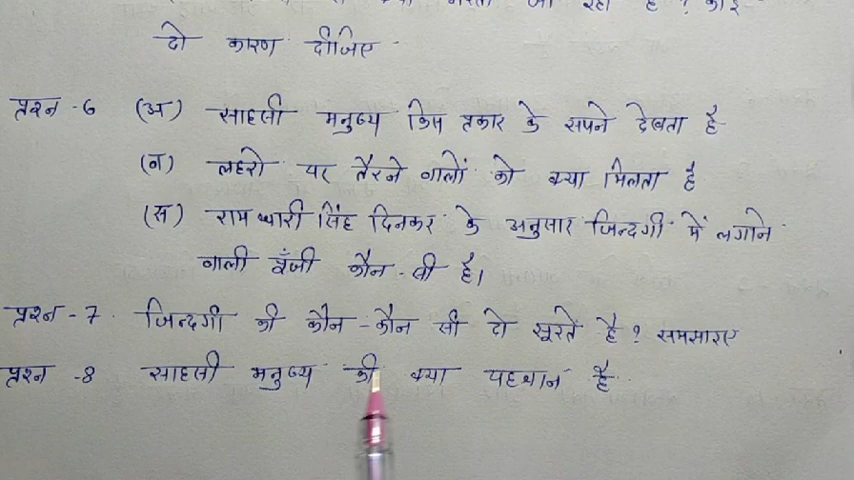 जा रहा है ? कोई
दो कारण दीजिए -
प्रश्न - 6 (अ) साहसी मनुष्य किस प्रकार के सपने देखता है
(ब) लहरो पर तैरने वालों को क्या मिलता है
(स) रामधारी सिंह दिनकर के अनुसार जिन्दगी में लगाने
वाली पूँजी कौन-सी है।
प्रश्न - 7. जिन्दगी की कौन-कौन सी दो सूरते है ? समझाइए
प्रश्न - 8 साहसी मनुष्य की क्या पहचान है